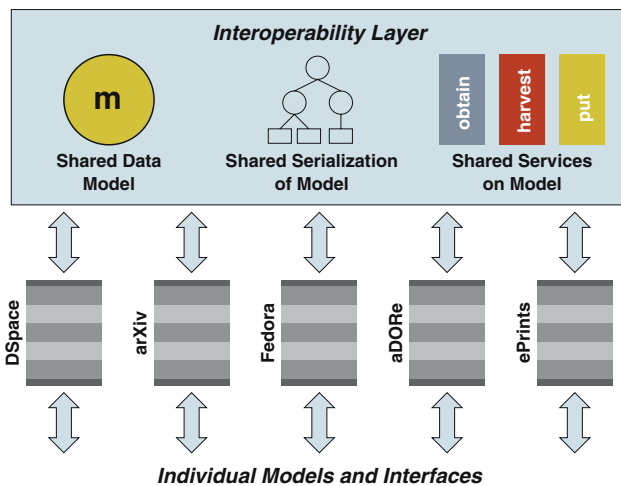 Interoperability Layer
m
obtain
harvest
put
Shared Data
Model
Shared Serialization
of Model
Shared Services
on Model
DSpace
arXiv
Fedora
aDORe
ePrints
Individual Models and Interfaces